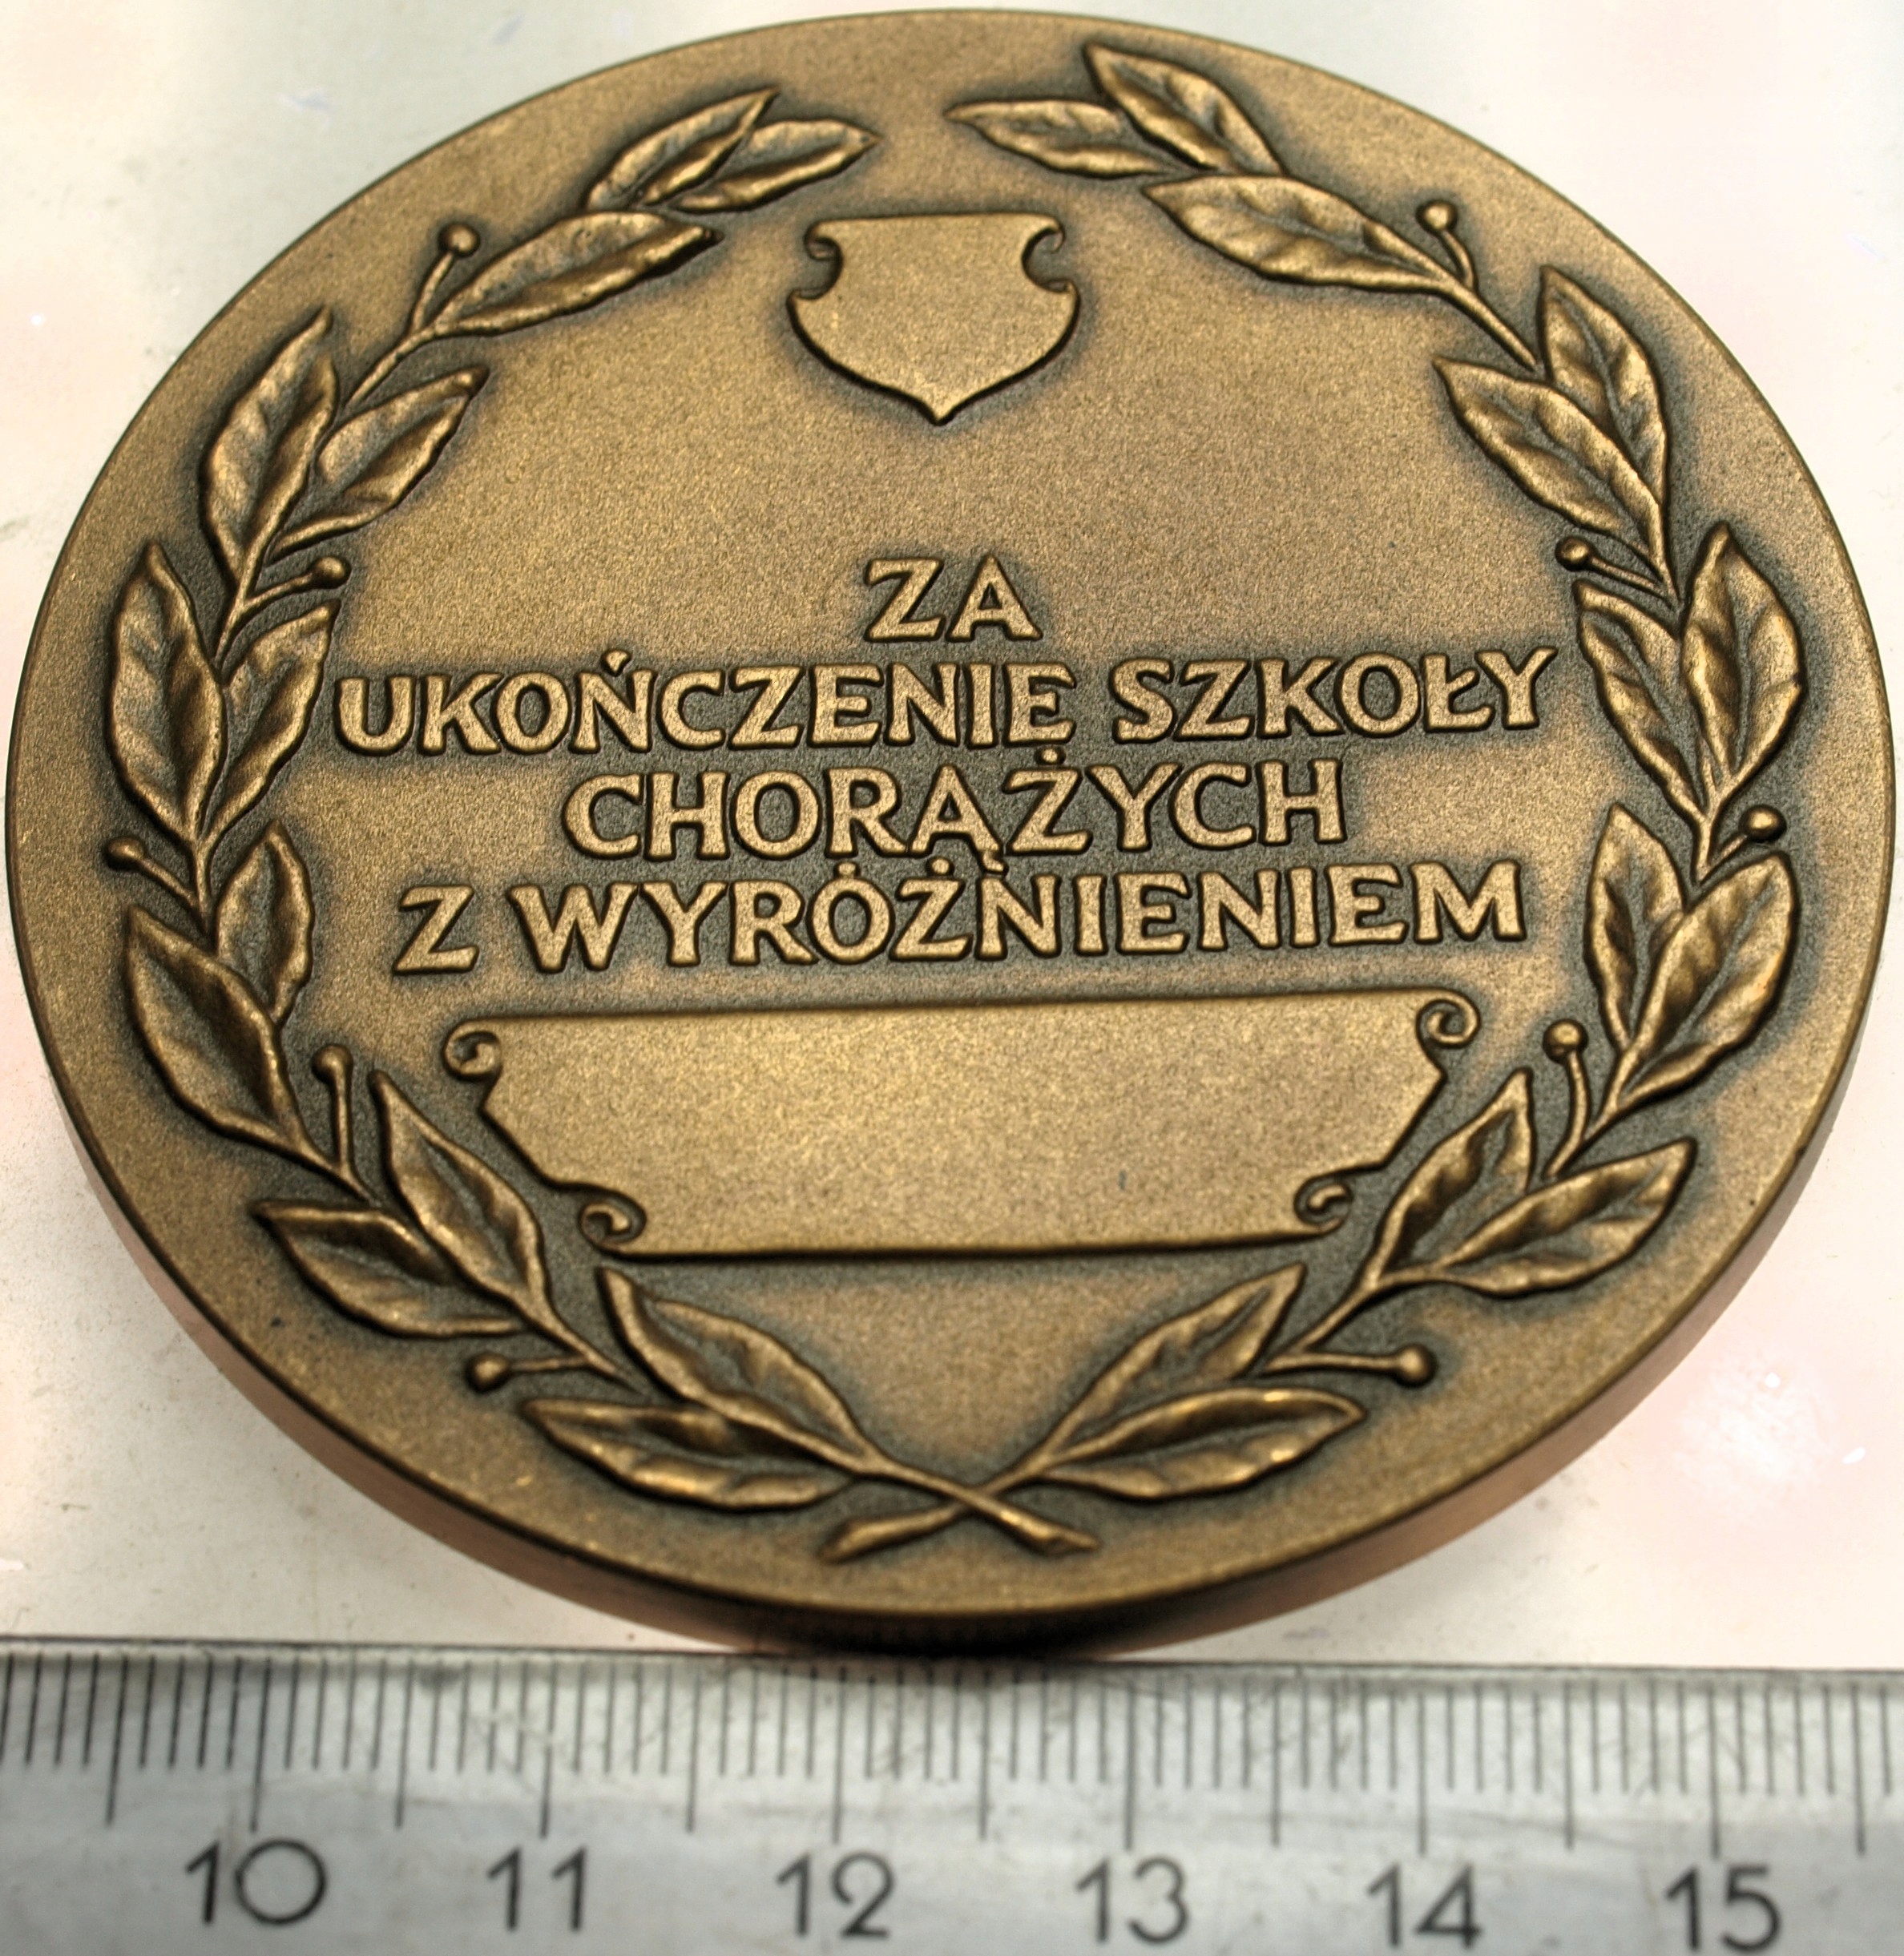 ZA
UKOŃCZENIE SZKOŁY
CHORĄŻYCH
Z WYRÓŻNIENIEM
10 11 12 13 14 15